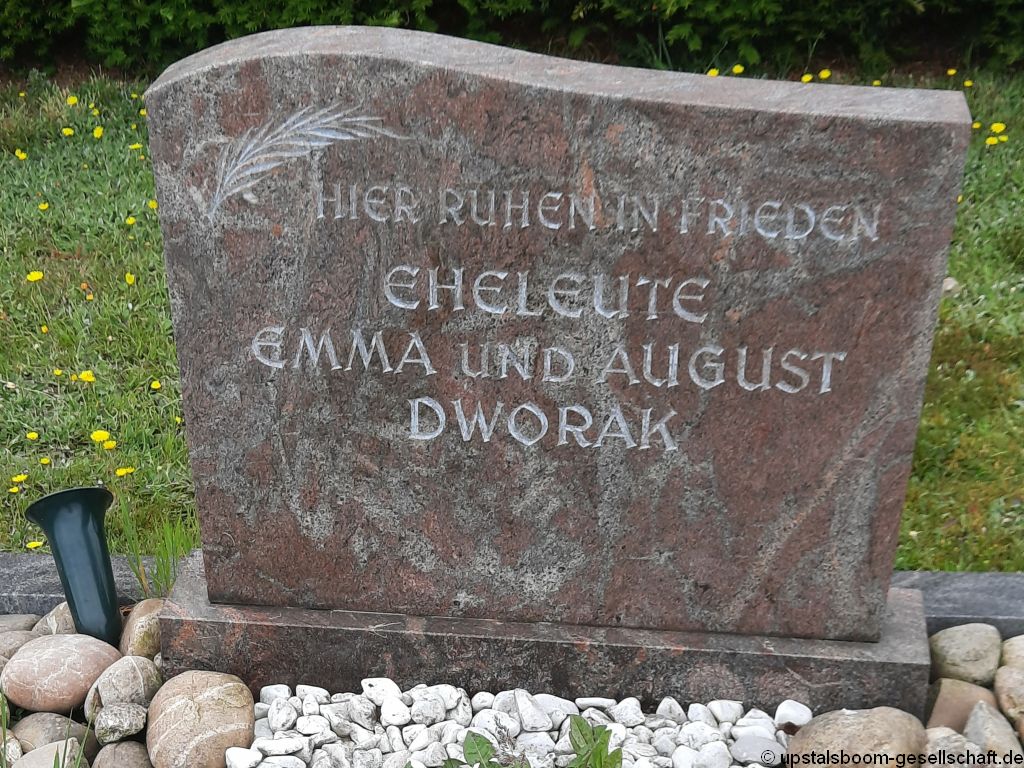 HIER RUHEN IN FRIEDEN
EHELEUTE
EMMA UND AUGUST
DWORAK
© upstalsboom-gesellschaft.de